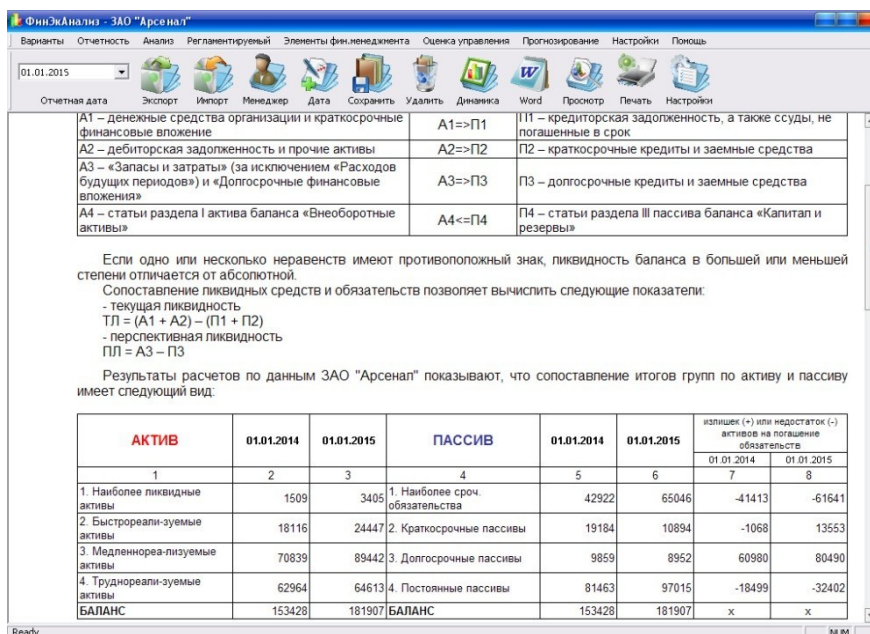 ФинЭкАнализ - ЗАО "Арсенал"
Варианты Отчетность Анализ Регламентируемый Элементы фин.менеджмента Оценка управления Прогнозирование Настройки Помощь
01.01.2015
Отчетная дата Экспорт Импорт Менеджер Дата Сохранить Удалить Динамика Word Просмотр Печать Настройки
А1 – денежные средства организации и краткосрочные
финансовые вложение
А1=>П1
П1 – кредиторская задолженность, а также ссуды, не
погашенные в срок
А2 – дебиторская задолженность и прочие активы
А2=>П2
П2 – краткосрочные кредиты и заемные средства
А3 – «Запасы и затраты» (за исключением «Расходов
будущих периодов») и «Долгосрочные финансовые
вложения»
А3=>П3
П3 – долгосрочные кредиты и заемные средства
А4 – статьи раздела I актива баланса «Внеоборотные
активы»
А4<=П4
П4 – статьи раздела III пассива баланса «Капитал и
резервы»
Если одно или несколько неравенств имеют противоположный знак, ликвидность баланса в большей или меньшей
степени отличается от абсолютной.
Сопоставление ликвидных средств и обязательств позволяет вычислить следующие показатели:
- текущая ликвидность
ТЛ = (А1 + А2) – (П1 + П2)
- перспективная ликвидность
ПЛ = А3 – П3
Результаты расчетов по данным ЗАО "Арсенал" показывают, что сопоставление итогов групп по активу и пассиву
имеет следующий вид:
АКТИВ 01.01.2014 01.01.2015 ПАССИВ 01.01.2014 01.01.2015
излишек (+) или недостаток (-)
активов на погашение
обязательств
01.01.2014 01.01.2015
1 2 3 4 5 6 7 8
1. Наиболее ликвидные
активы
1509 3405
1. Наиболее сроч.
обязательства
42922 65046 -41413 -61641
2. Быстрореали-зуемые
активы
18116 24447 2. Краткосрочные пассивы 19184 10894 -1068 13553
3. Медленнореа-лизуемые
активы
70839 89442 3. Долгосрочные пассивы 9859 8952 60980 80490
4. Труднореали-зуемые
активы
62964 64613 4. Постоянные пассивы 81463 97015 -18499 -32402
БАЛАНС 153428 181907 БАЛАНС 153428 181907 x x
Ready NUM